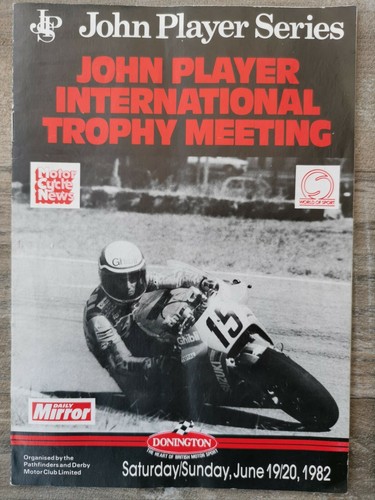 JPS John Player Series
JOHN PLAYER
INTERNATIONAL
TROPHY MEETING
Motor
Cycle
News
WORLD OF SPORT
15
DAILY
Mirror
DONINGTON
THE HEART OF BRITISH MOTOR SPORT
Organised by the
Pathfinders and Derby
Motor Club Limited
Saturday/Sunday, June 19/20, 1982